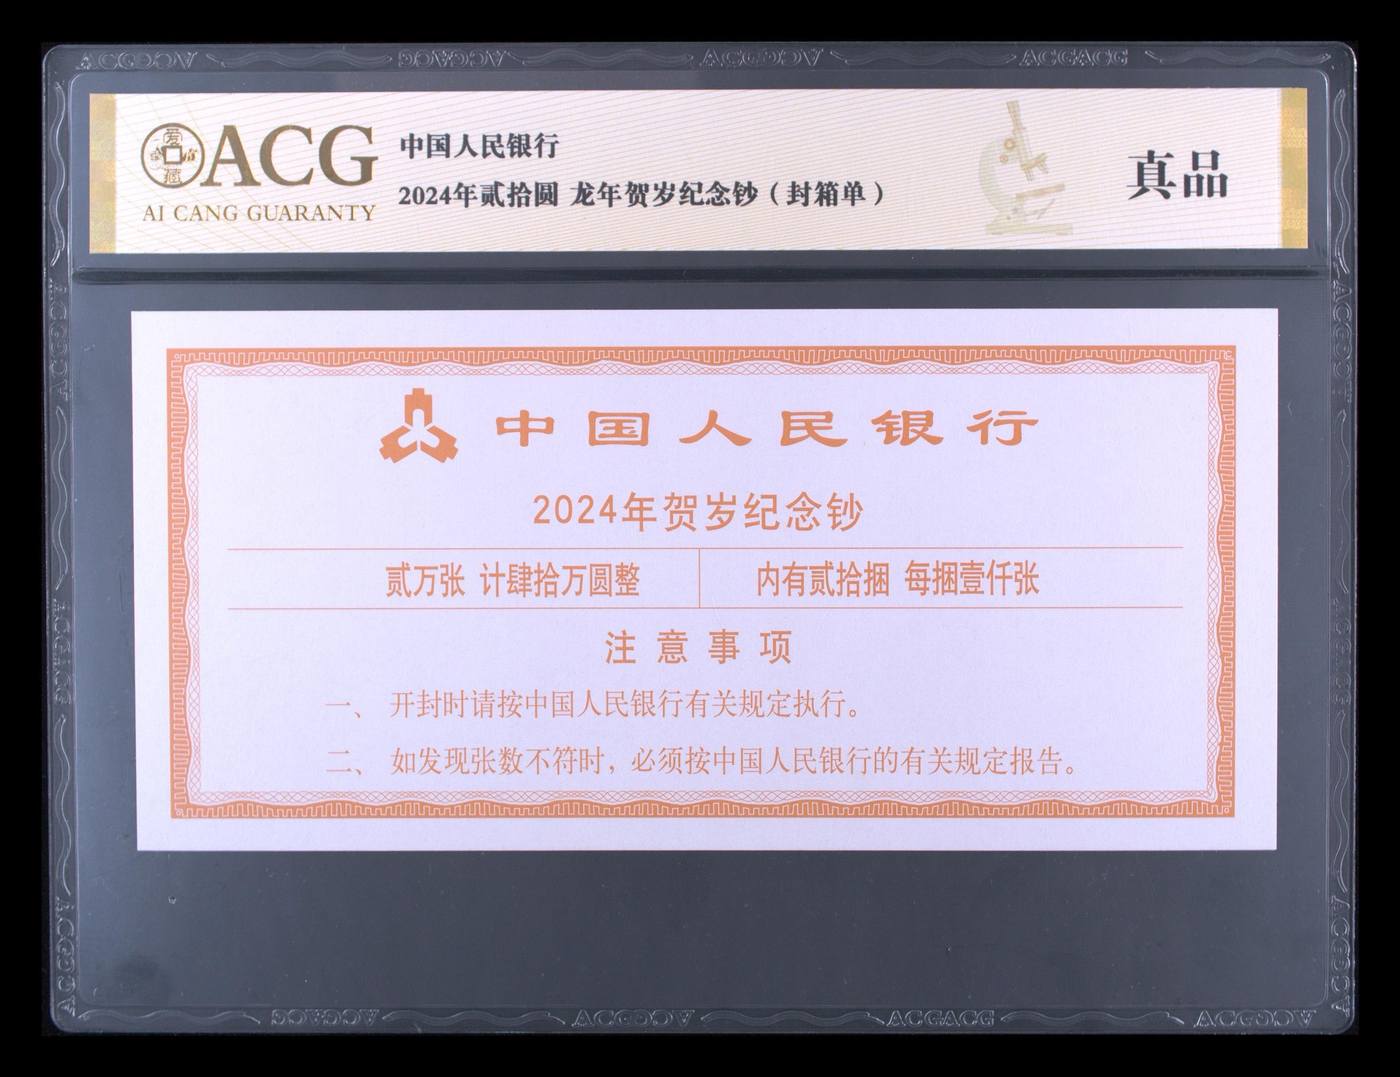 ACG
AI CANG GUARANTY
中国人民银行
2024年贰拾圆 龙年贺岁纪念钞（封箱单）
真品
中国人民银行
2024年贺岁纪念钞
贰万张 计肆拾万圆整
内有贰拾捆 每捆壹仟张
注意事项
一、 开封时请按中国人民银行有关规定执行。
二、 如发现张数不符时，必须按中国人民银行的有关规定报告。